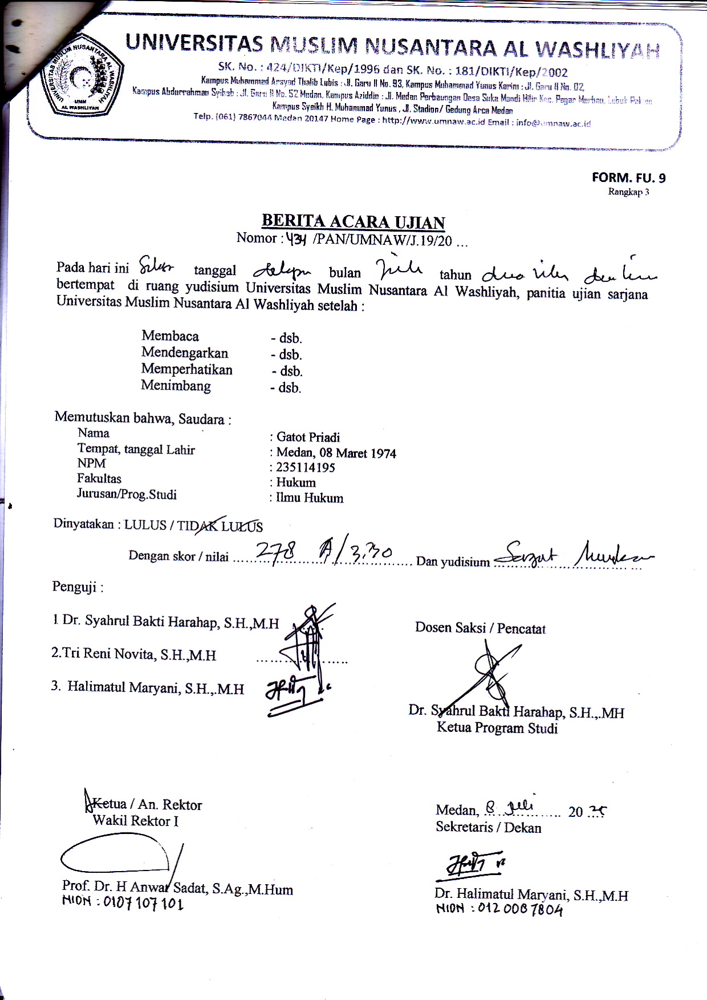 UNIVERSITAS MUSLIM NUSANTARA AL WASHLIYAH
SK. No. : 424/DIKTI/Kep/1996 dan SK. No. : 181/DIKTI/Kep/2002
Kampus Muhammad Arsyad Thalib Lubis : Jl. Garu II No. 93, Kampus Muhammad Yunus Karim : Jl. Garu II No. 02,
Kampus Abdurrahman Syihab : Jl. Garu II No. 52 Medan, Kampus Aziddin : Jl. Medan Perbaungan Desa Suka Mandi Hilir Kec. Pagar Merbau, Lubuk Pakam
Kampus Syeikh H. Muhammad Yunus , Jl. Stadion/ Gedung Arca Medan
Telp. (061) 7867044 Medan 20147 Home Page : http://www.umnaw.ac.id Email : info@umnaw.ac.id
UNIVERSITAS MUSLIM NUSANTARA AL WASHLIYAH
UMN
AL WASHLIYAH
FORM. FU. 9
Rangkap 3
BERITA ACARA UJIAN
Nomor : 434 /PAN/UMNAW/J.19/20 ...
Pada hari ini Selasa tanggal delapan bulan Juli tahun dua ribu dua lima
bertempat di ruang yudisium Universitas Muslim Nusantara Al Washliyah, panitia ujian sarjana
Universitas Muslim Nusantara Al Washliyah setelah :
Membaca - dsb.
Mendengarkan - dsb.
Memperhatikan - dsb.
Menimbang - dsb.
Memutuskan bahwa, Saudara :
Nama : Gatot Priadi
Tempat, tanggal Lahir : Medan, 08 Maret 1974
NPM : 235114195
Fakultas : Hukum
Jurusan/Prog.Studi : Ilmu Hukum
Dinyatakan : LULUS / TIDAK LULUS
Dengan skor / nilai ...278 A/3.30... Dan yudisium Sangat Memuaskan
Penguji :
1 Dr. Syahrul Bakti Harahap, S.H.,M.H
Dosen Saksi / Pencatat
2.Tri Reni Novita, S.H.,M.H ....................
3. Halimatul Maryani, S.H.,.M.H
Dr. Syahrul Bakti Harahap, S.H.,.MH
Ketua Program Studi
Ketua / An. Rektor
Wakil Rektor I
Medan, 8 Juli 20 25
Sekretaris / Dekan
Prof. Dr. H Anwar Sadat, S.Ag.,M.Hum
NION : 0107107101
Dr. Halimatul Maryani, S.H.,M.H
NION : 0120087804